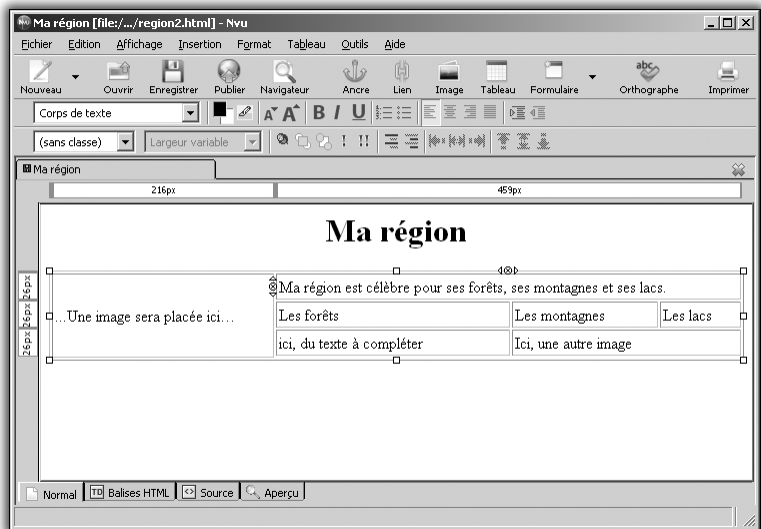 Ma région [file:/.../region2.html] - Nvu
Fichier Edition Affichage Insertion Format Tableau Outils Aide
Nouveau Ouvrir Enregistrer Publier Navigateur Ancre Lien Image Tableau Formulaire Orthographe Imprimer
Corps de texte
(sans classe) Largeur variable
Ma région
216px 459px
Ma région
26px 26px 26px
Ma région est célèbre pour ses forêts, ses montagnes et ses lacs.
...Une image sera placée ici... Les forêts Les montagnes Les lacs
ici, du texte à compléter Ici, une autre image
Normal TD Balises HTML Source Aperçu